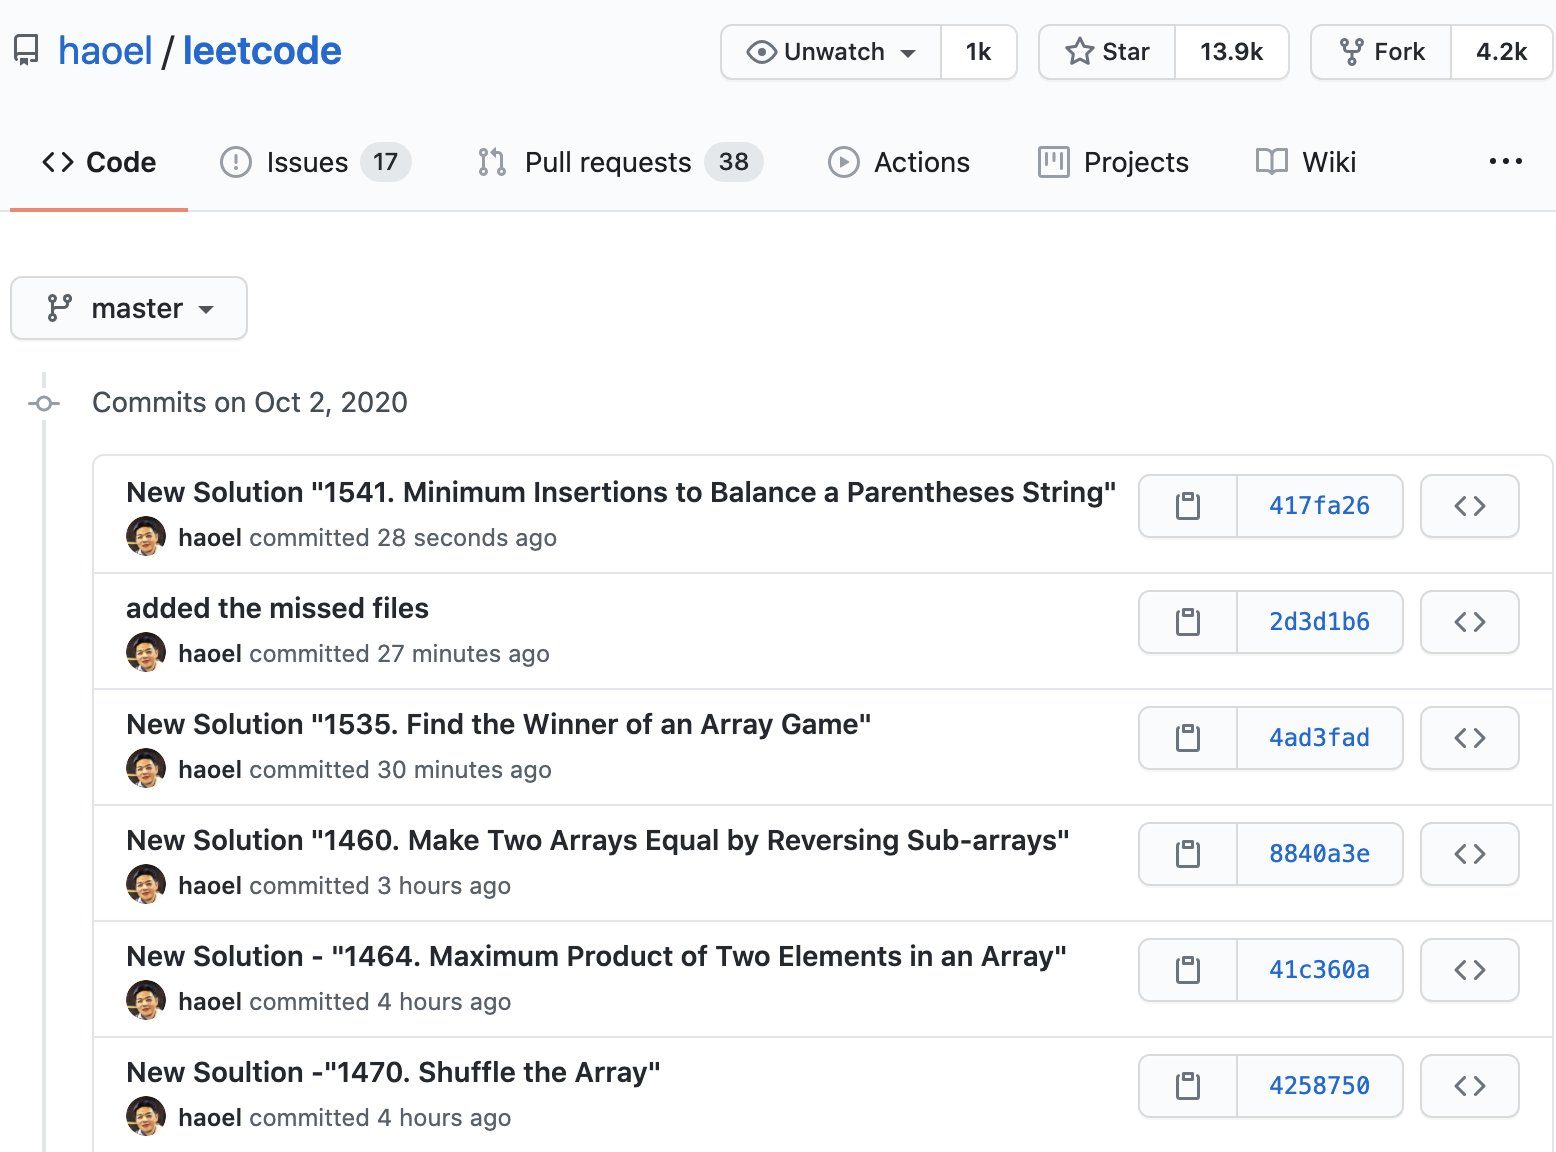 haoel / leetcode Unwatch 1k Star 13.9k Fork 4.2k
Code Issues 17 Pull requests 38 Actions Projects Wiki
master
Commits on Oct 2, 2020
New Solution "1541. Minimum Insertions to Balance a Parentheses String"
haoel committed 28 seconds ago
417fa26
added the missed files
haoel committed 27 minutes ago
2d3d1b6
New Solution "1535. Find the Winner of an Array Game"
haoel committed 30 minutes ago
4ad3fad
New Solution "1460. Make Two Arrays Equal by Reversing Sub-arrays"
haoel committed 3 hours ago
8840a3e
New Solution - "1464. Maximum Product of Two Elements in an Array"
haoel committed 4 hours ago
41c360a
New Soultion -"1470. Shuffle the Array"
haoel committed 4 hours ago
4258750